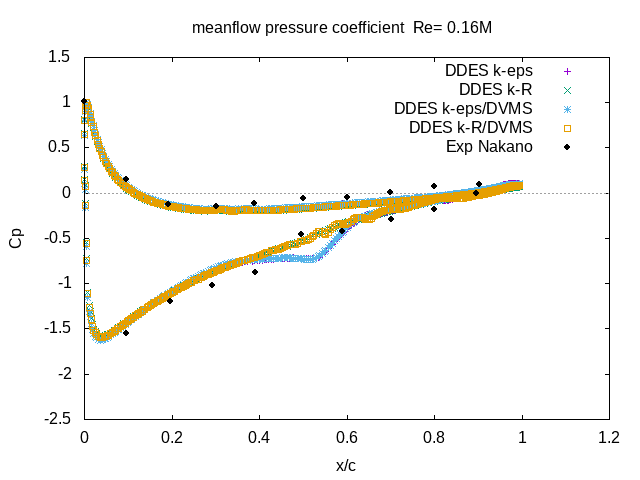 meanflow pressure coefficient  Re= 0.16M
DDES k-eps
DDES k-R
DDES k-eps/DVMS
DDES k-R/DVMS
Exp Nakano
1.5
1
0.5
0
-0.5
-1
-1.5
-2
-2.5
Cp
0
0.2
0.4
0.6
0.8
1
1.2
x/c